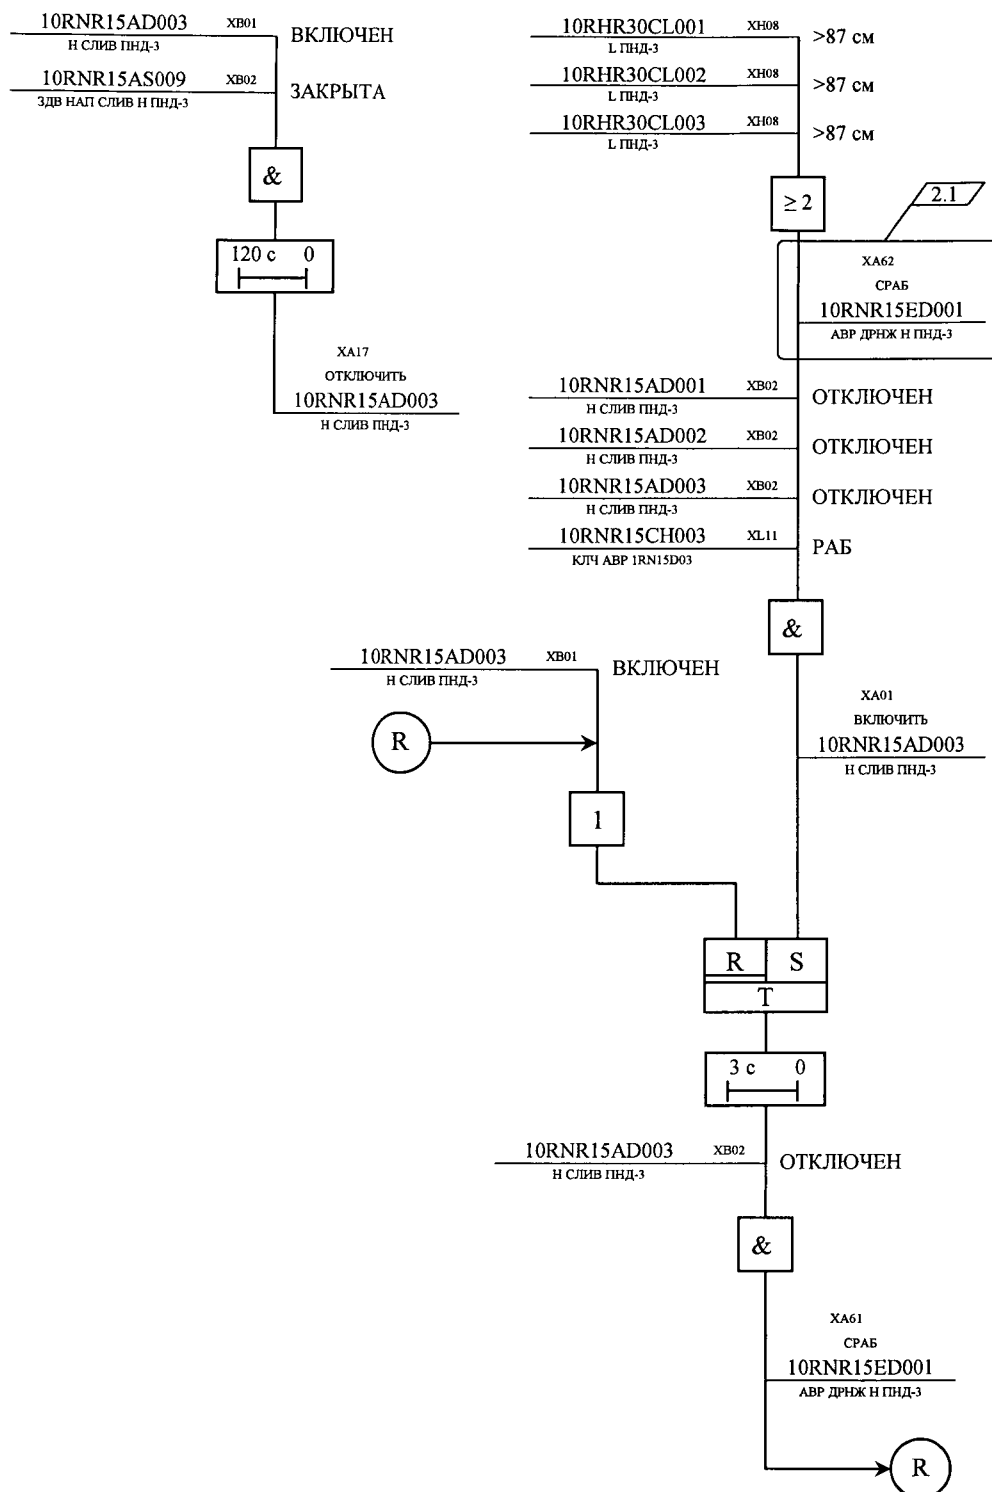 10RNR15AD003 XB01 ВКЛЮЧЕН
Н СЛИВ ПНД-3
10RNR15AS009 XB02 ЗАКРЫТА
ЗДВ НАП СЛИВ Н ПНД-3
&
120 с 0
XA17
ОТКЛЮЧИТЬ
10RNR15AD003
Н СЛИВ ПНД-3
10RHR30CL001 XH08 >87 см
L ПНД-3
10RHR30CL002 XH08 >87 см
L ПНД-3
10RHR30CL003 XH08 >87 см
L ПНД-3
≥ 2
2.1
XA62
СРАБ
10RNR15ED001
АВР ДРНЖ Н ПНД-3
10RNR15AD001 XB02 ОТКЛЮЧЕН
Н СЛИВ ПНД-3
10RNR15AD002 XB02 ОТКЛЮЧЕН
Н СЛИВ ПНД-3
10RNR15AD003 XB02 ОТКЛЮЧЕН
Н СЛИВ ПНД-3
10RNR15CH003 XL11 РАБ
КЛЧ АВР 1RN15D03
&
10RNR15AD003 XB01 ВКЛЮЧЕН
Н СЛИВ ПНД-3
R
1
XA01
ВКЛЮЧИТЬ
10RNR15AD003
Н СЛИВ ПНД-3
R S
T
3 с 0
10RNR15AD003 XB02 ОТКЛЮЧЕН
Н СЛИВ ПНД-3
&
XA61
СРАБ
10RNR15ED001
АВР ДРНЖ Н ПНД-3
R